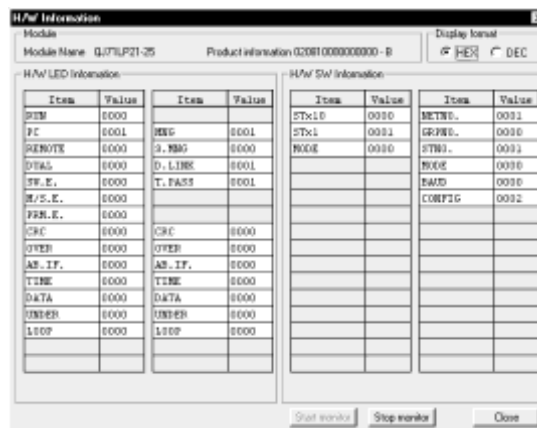 H/W Information
Module
Display format
Module Name QJ71LP21-25 Product information 020810000000000 - B
HEX DEC
H/W LED Information
H/W SW Information
Item Value Item Value Item Value Item Value
RUN 0000 STx10 0000 NETNO. 0001
PC 0001 MNG 0001 STx1 0001 GRPNO. 0000
REMOTE 0000 S.MNG 0000 MODE 0000 STNO. 0001
DUAL 0000 D.LINK 0001 MODE 0000
SW.E. 0000 T.PASS 0001 BAUD 0000
M/S.E. 0000 CONFIG 0002
PRM.E. 0000
CRC 0000 CRC 0000
OVER 0000 OVER 0000
AB.IF. 0000 AB.IF. 0000
TIME 0000 TIME 0000
DATA 0000 DATA 0000
UNDER 0000 UNDER 0000
LOOP 0000 LOOP 0000
Start monitor Stop monitor Close